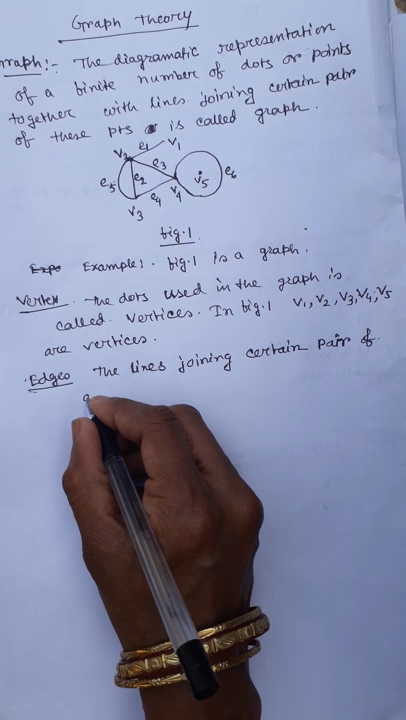 Graph Theory
raph:- The diagramatic representation
of a finite number of dots or points
together with lines joining certain pair
of these pts is called graph.
e1 V1
V2 e3
e5 e2 V5 e6
e4 V4
V3
fig.1
Example:. fig.1 is a graph.
Vertex. The dots used in the graph is
called vertices. In fig.1 V1, V2, V3, V4, V5
are vertices.
Edges The lines joining certain pair of